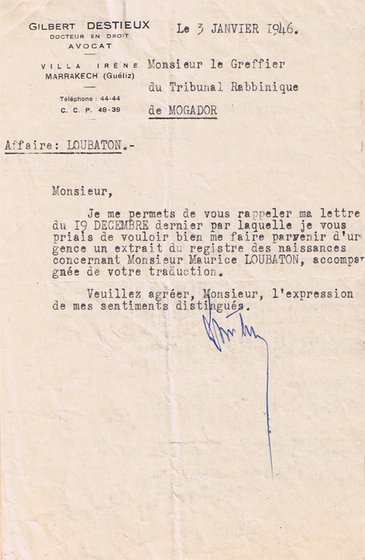 GILBERT DESTIEUX
DOCTEUR EN DROIT
AVOCAT
VILLA IRÈNE
MARRAKECH (Guéliz)
Téléphone : 44-44
C. C. P. 48-39
Le 3 JANVIER 1946.
Monsieur le Greffier
du Tribunal Rabbinique
de MOGADOR
Affaire: LOUBATON.-
Monsieur,
Je me permets de vous rappeler ma lettre
du 19 DECEMBRE dernier par laquelle je vous
priais de vouloir bien me faire parvenir d'ur
gence un extrait du registre des naissances
concernant Monsieur Maurice LOUBATON, accompa
gnée de votre traduction.
Veuillez agréer, Monsieur, l'expression
de mes sentiments distingués.